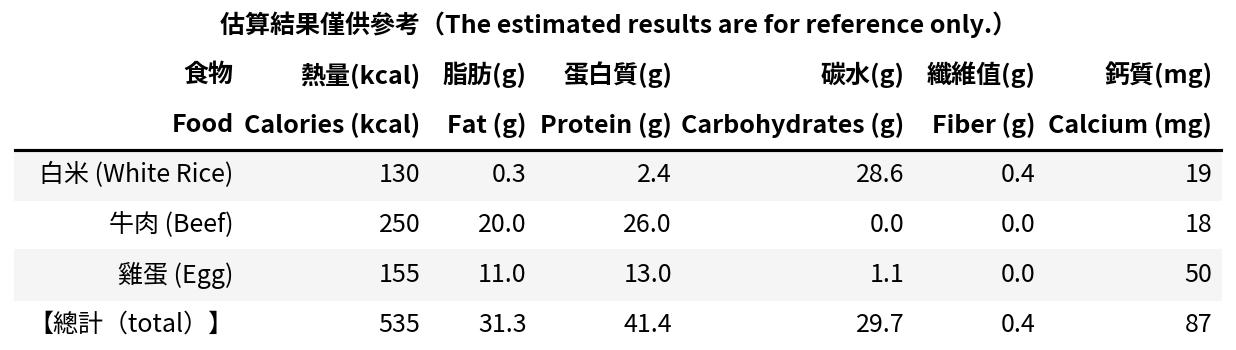 估算結果僅供參考（The estimated results are for reference only.）
食物 熱量(kcal) 脂肪(g) 蛋白質(g) 碳水(g) 纖維值(g) 鈣質(mg)
Food Calories (kcal) Fat (g) Protein (g) Carbohydrates (g) Fiber (g) Calcium (mg)
白米 (White Rice) 130 0.3 2.4 28.6 0.4 19
牛肉 (Beef) 250 20.0 26.0 0.0 0.0 18
雞蛋 (Egg) 155 11.0 13.0 1.1 0.0 50
【總計（total）】 535 31.3 41.4 29.7 0.4 87